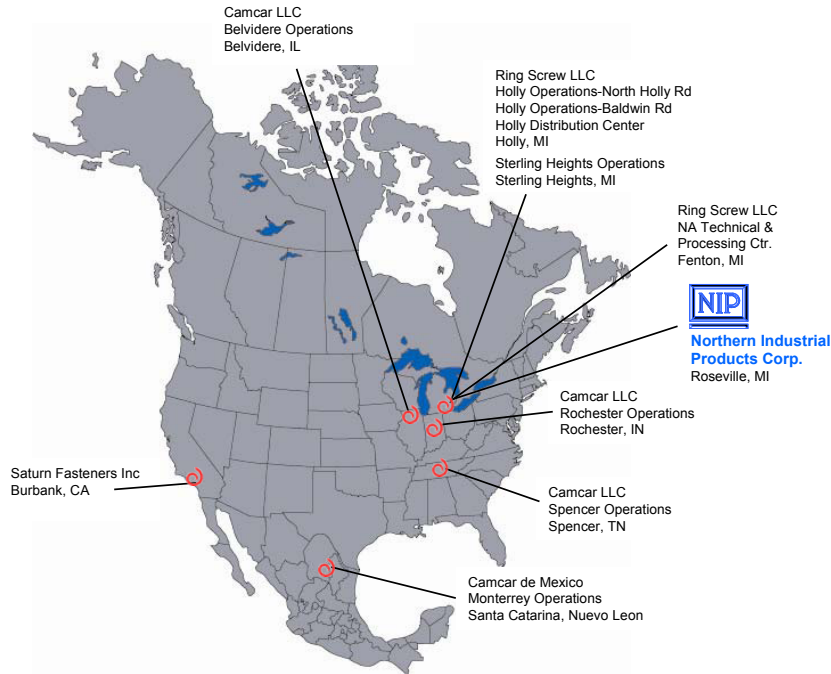 Camcar LLC
Belvidere Operations
Belvidere, IL
Ring Screw LLC
Holly Operations-North Holly Rd
Holly Operations-Baldwin Rd
Holly Distribution Center
Holly, MI
Sterling Heights Operations
Sterling Heights, MI
Ring Screw LLC
NA Technical &
Processing Ctr.
Fenton, MI
NIP
Northern Industrial
Products Corp.
Roseville, MI
Camcar LLC
Rochester Operations
Rochester, IN
Saturn Fasteners Inc
Burbank, CA
Camcar LLC
Spencer Operations
Spencer, TN
Camcar de Mexico
Monterrey Operations
Santa Catarina, Nuevo Leon